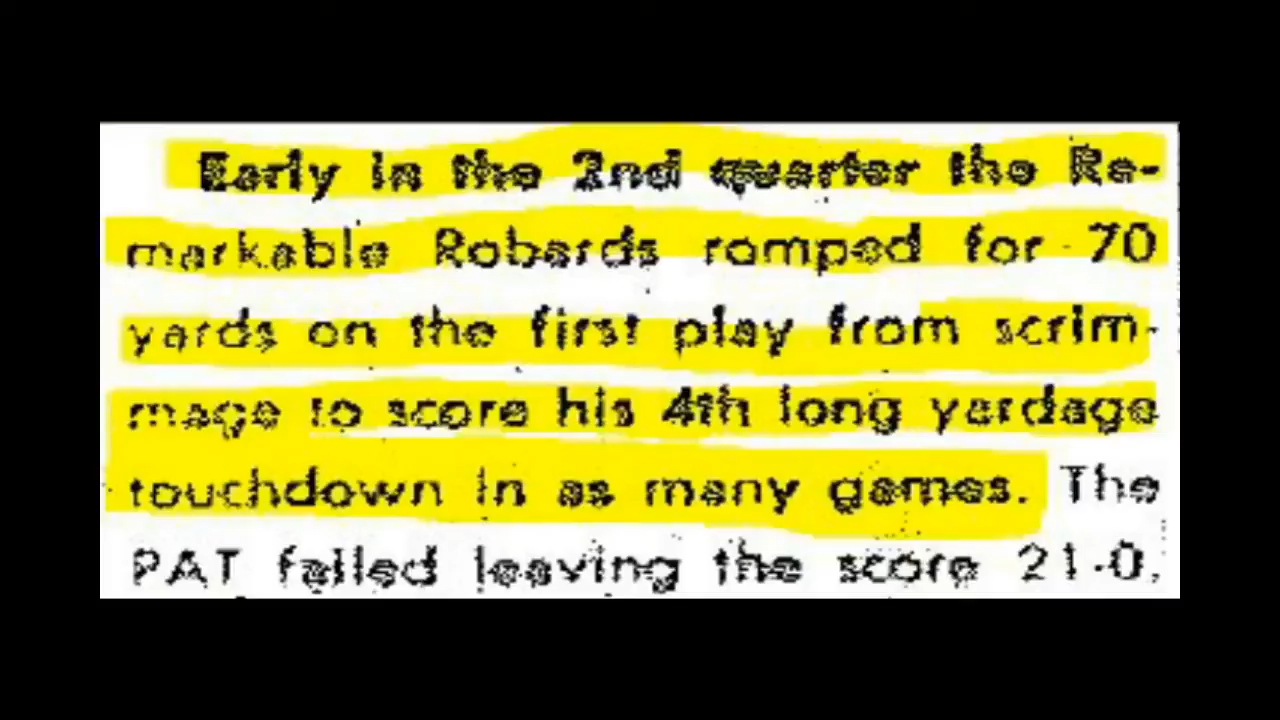 Early in the 2nd quarter the Re-
markable Robards romped for 70
yards on the first play from scrim-
mage to score his 4th long yardage
touchdown in as many games. The
PAT failed leaving the score 21-0.